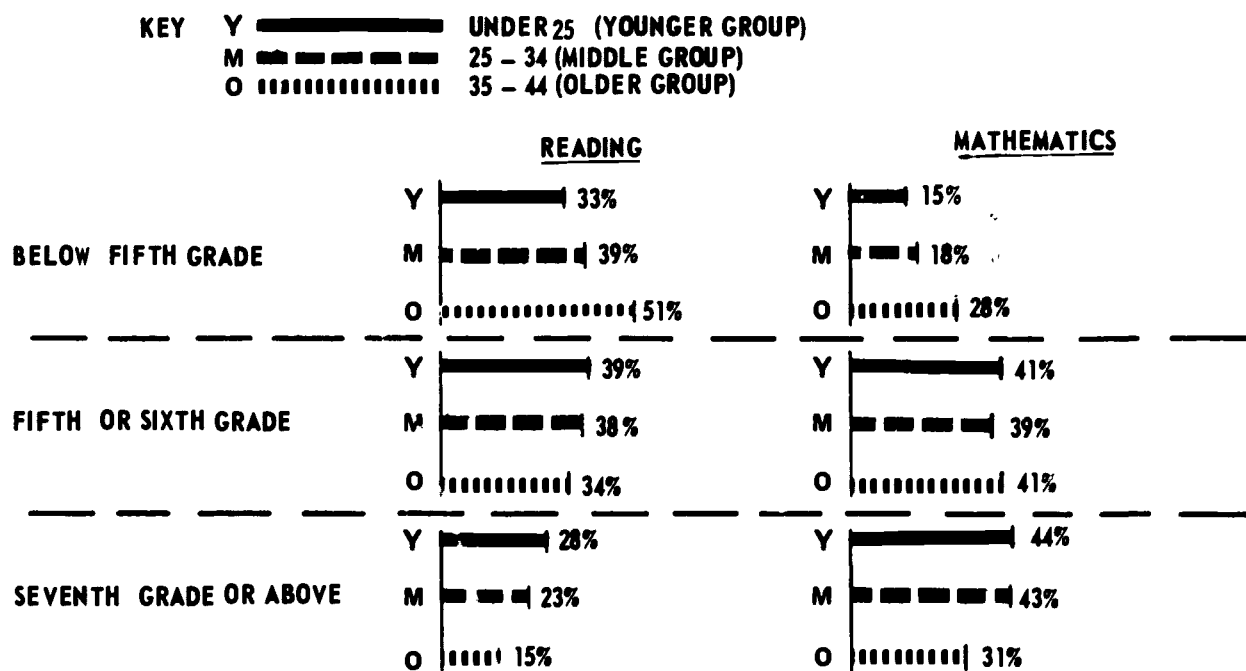 KEY Y UNDER 25 (YOUNGER GROUP)
M 25 – 34 (MIDDLE GROUP)
O 35 – 44 (OLDER GROUP)
READING MATHEMATICS
Y 33% Y 15%
BELOW FIFTH GRADE M 39% M 18%
O 51% O 28%
Y 39% Y 41%
FIFTH OR SIXTH GRADE M 38% M 39%
O 34% O 41%
Y 28% Y 44%
SEVENTH GRADE OR ABOVE M 23% M 43%
O 15% O 31%